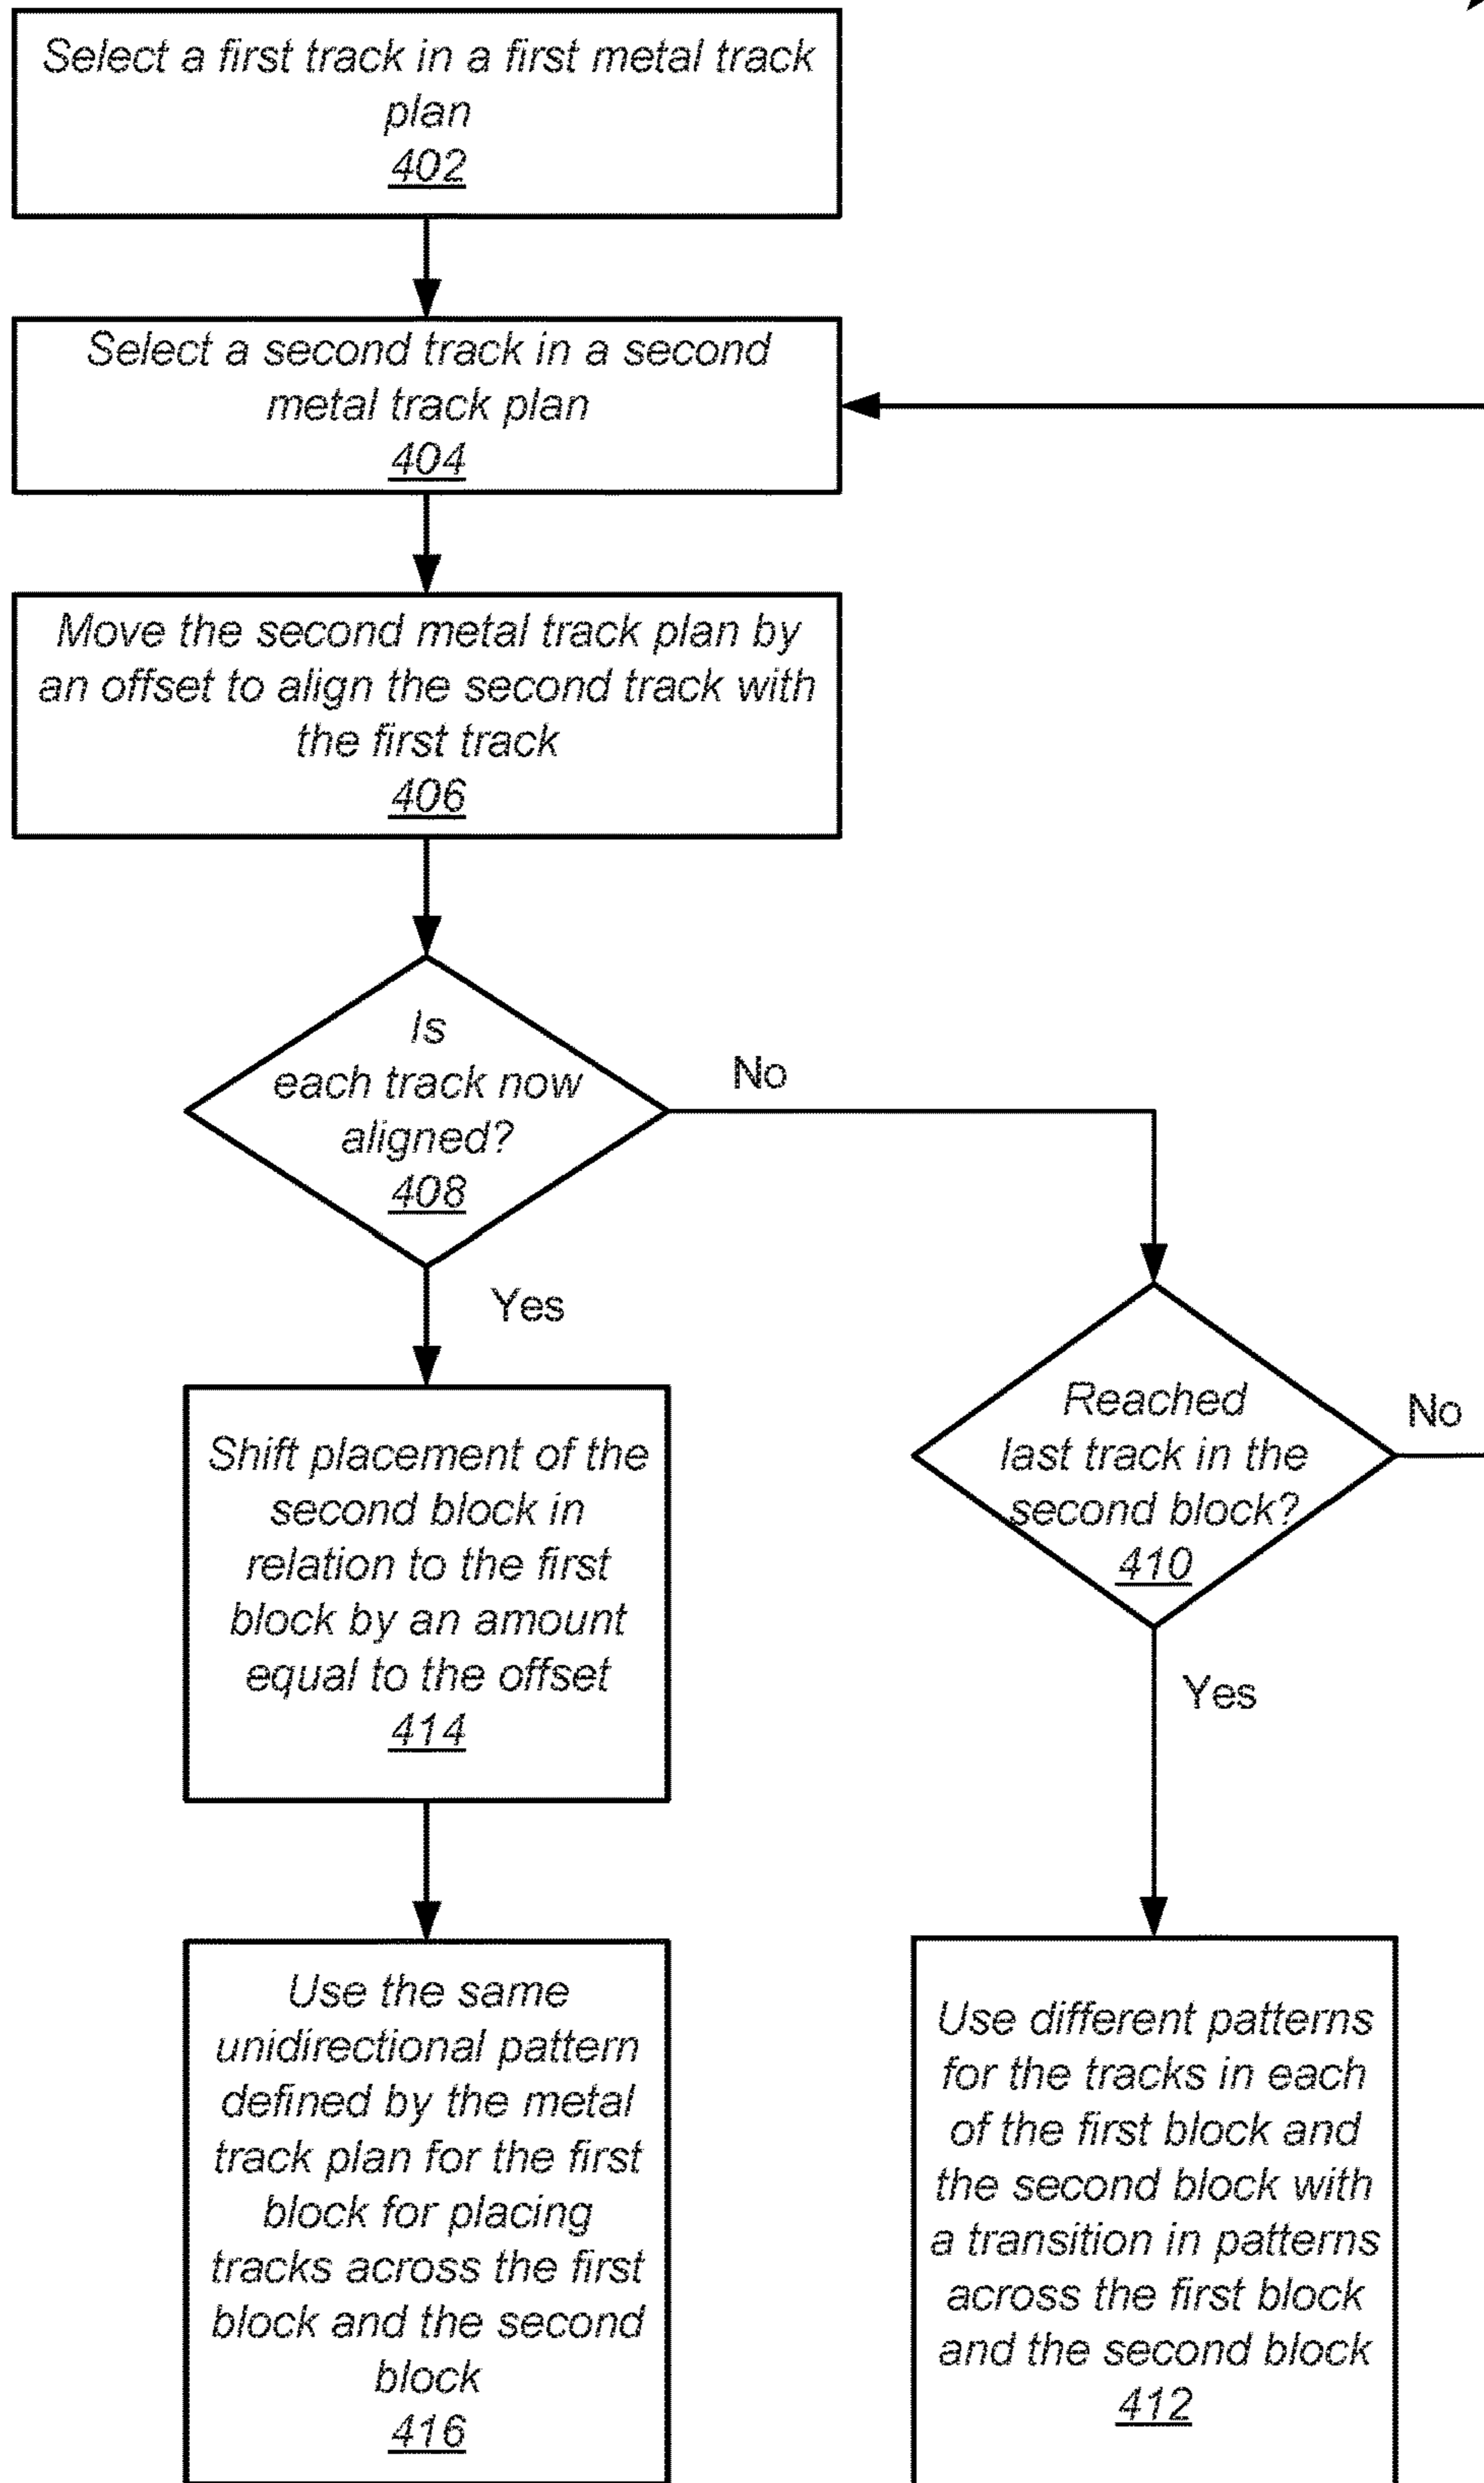 Select a first track in a first metal track
plan
402
Select a second track in a second
metal track plan
404
Move the second metal track plan by
an offset to align the second track with
the first track
406
Is
each track now
aligned?
408
No
Yes
Reached
last track in the
second block?
410
No
Yes
Shift placement of the
second block in
relation to the first
block by an amount
equal to the offset
414
Use the same
unidirectional pattern
defined by the metal
track plan for the first
block for placing
tracks across the first
block and the second
block
416
Use different patterns
for the tracks in each
of the first block and
the second block with
a transition in patterns
across the first block
and the second block
412